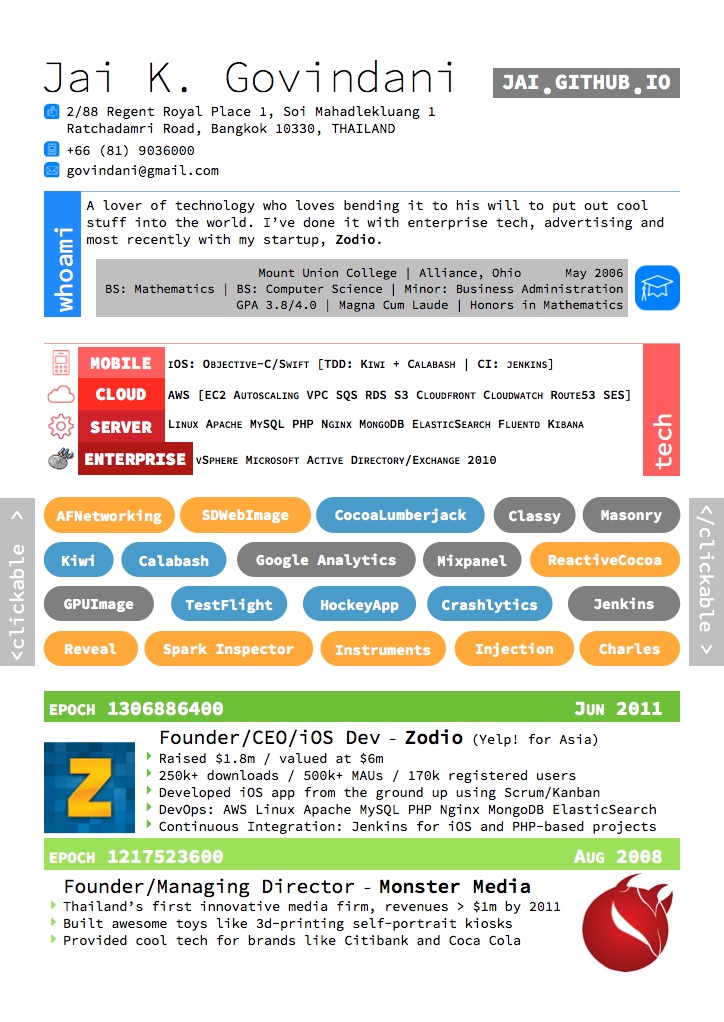 Jai K. Govindani
JAI.GITHUB.IO
2/88 Regent Royal Place 1, Soi Mahadlekluang 1
Ratchadamri Road, Bangkok 10330, THAILAND
+66 (81) 9036000
govindani@gmail.com
whoami
A lover of technology who loves bending it to his will to put out cool
stuff into the world. I’ve done it with enterprise tech, advertising and
most recently with my startup, Zodio.
Mount Union College | Alliance, Ohio May 2006
BS: Mathematics | BS: Computer Science | Minor: Business Administration
GPA 3.8/4.0 | Magna Cum Laude | Honors in Mathematics
tech
MOBILE iOS: Objective-C/Swift [TDD: Kiwi + Calabash | CI: jenkins]
CLOUD AWS [EC2 Autoscaling VPC SQS RDS S3 Cloudfront Cloudwatch Route53 SES]
SERVER Linux Apache MySQL PHP Nginx MongoDB ElasticSearch Fluentd Kibana
ENTERPRISE vSphere Microsoft Active Directory/Exchange 2010
<clickable >
AFNetworking SDWebImage CocoaLumberjack Classy Masonry
Kiwi Calabash Google Analytics Mixpanel ReactiveCocoa
GPUImage TestFlight HockeyApp Crashlytics Jenkins
Reveal Spark Inspector Instruments Injection Charles
</clickable >
epoch 1306886400 Jun 2011
Z
Founder/CEO/iOS Dev - Zodio (Yelp! for Asia)
Raised $1.8m / valued at $6m
250k+ downloads / 500k+ MAUs / 170k registered users
Developed iOS app from the ground up using Scrum/Kanban
DevOps: AWS Linux Apache MySQL PHP Nginx MongoDB ElasticSearch
Continuous Integration: Jenkins for iOS and PHP-based projects
epoch 1217523600 Aug 2008
Founder/Managing Director - Monster Media
Thailand’s first innovative media firm, revenues > $1m by 2011
Built awesome toys like 3d-printing self-portrait kiosks
Provided cool tech for brands like Citibank and Coca Cola